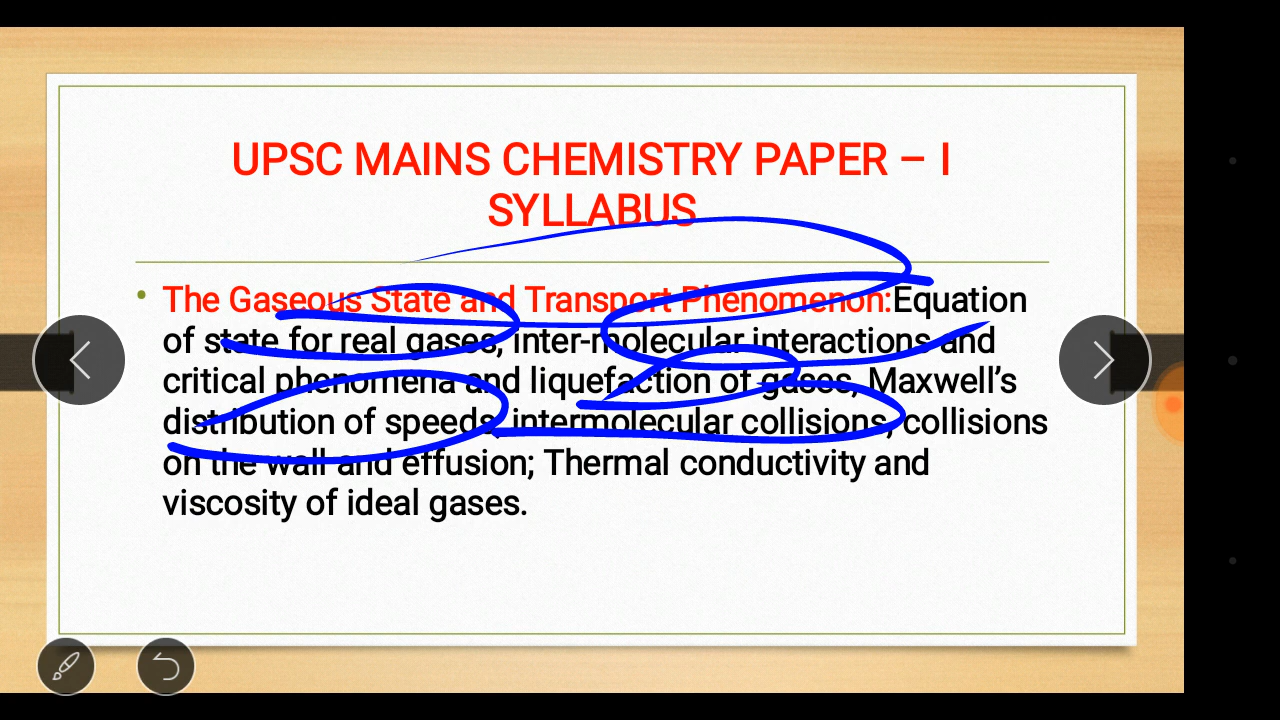 UPSC MAINS CHEMISTRY PAPER – I
SYLLABUS
• The Gaseous State and Transport Phenomenon:Equation
of state for real gases, inter-molecular interactions and
critical phenomena and liquefaction of gases, Maxwell’s
distribution of speeds, intermolecular collisions, collisions
on the wall and effusion; Thermal conductivity and
viscosity of ideal gases.